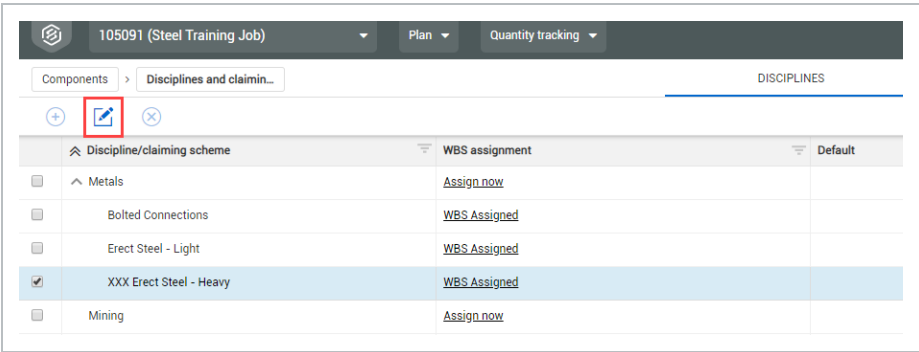 105091 (Steel Training Job) Plan Quantity tracking
Components > Disciplines and claimin... DISCIPLINES
Discipline/claiming scheme WBS assignment Default
Metals Assign now
Bolted Connections WBS Assigned
Erect Steel - Light WBS Assigned
XXX Erect Steel - Heavy WBS Assigned
Mining Assign now